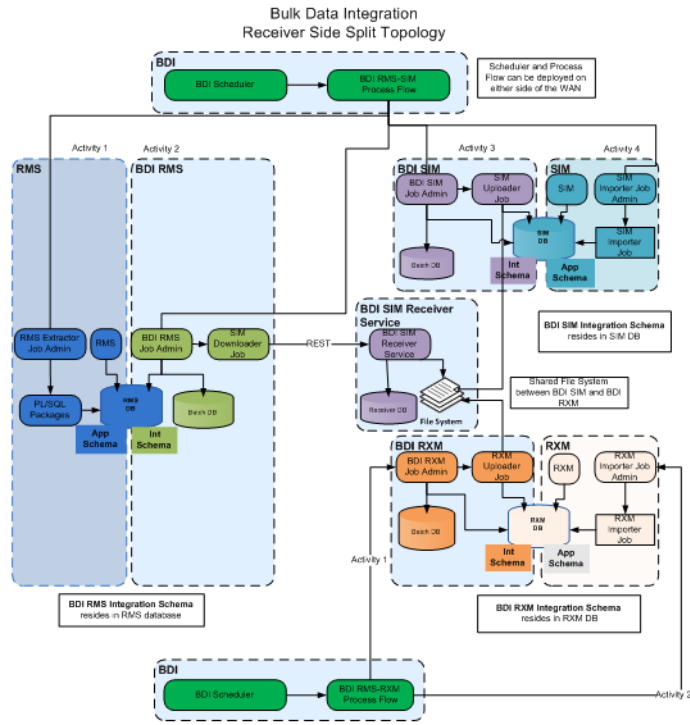 Bulk Data Integration
Receiver Side Split Topology
BDI
BDI Scheduler
BDI RMS-SIM
Process Flow
Scheduler and Process
Flow can be deployed on
either side of the WAN
Activity 1
Activity 2
Activity 3
Activity 4
RMS
BDI RMS
BDI SIM
SIM
BDI SIM
Job Admin
SIM
Uploader
Job
SIM
SIM
Importer Job
Admin
SIM
DB
SIM
Importer
Job
Batch DB
Int
Schema
App
Schema
BDI SIM Receiver
Service
BDI SIM Integration Schema
resides in SIM DB
RMS Extractor
Job Admin
RMS
BDI RMS
Job Admin
SIM
Downloader
Job
REST
BDI SIM
Receiver
Service
PL/SQL
Packages
RMS
DB
Batch DB
Receiver DB
File System
Shared File System
between BDI SIM and BDI
RXM
App
Schema
Int
Schema
BDI RXM
RXM
BDI RXM
Job Admin
RXM
Uploader
Job
RXM
RXM
Importer Job
Admin
Batch DB
RXM
DB
RXM
Importer
Job
Int
Schema
App
Schema
Activity 1
BDI RMS Integration Schema
resides in RMS database
BDI RXM Integration Schema
resides in RXM DB
BDI
BDI Scheduler
BDI RMS-RXM
Process Flow
Activity 2